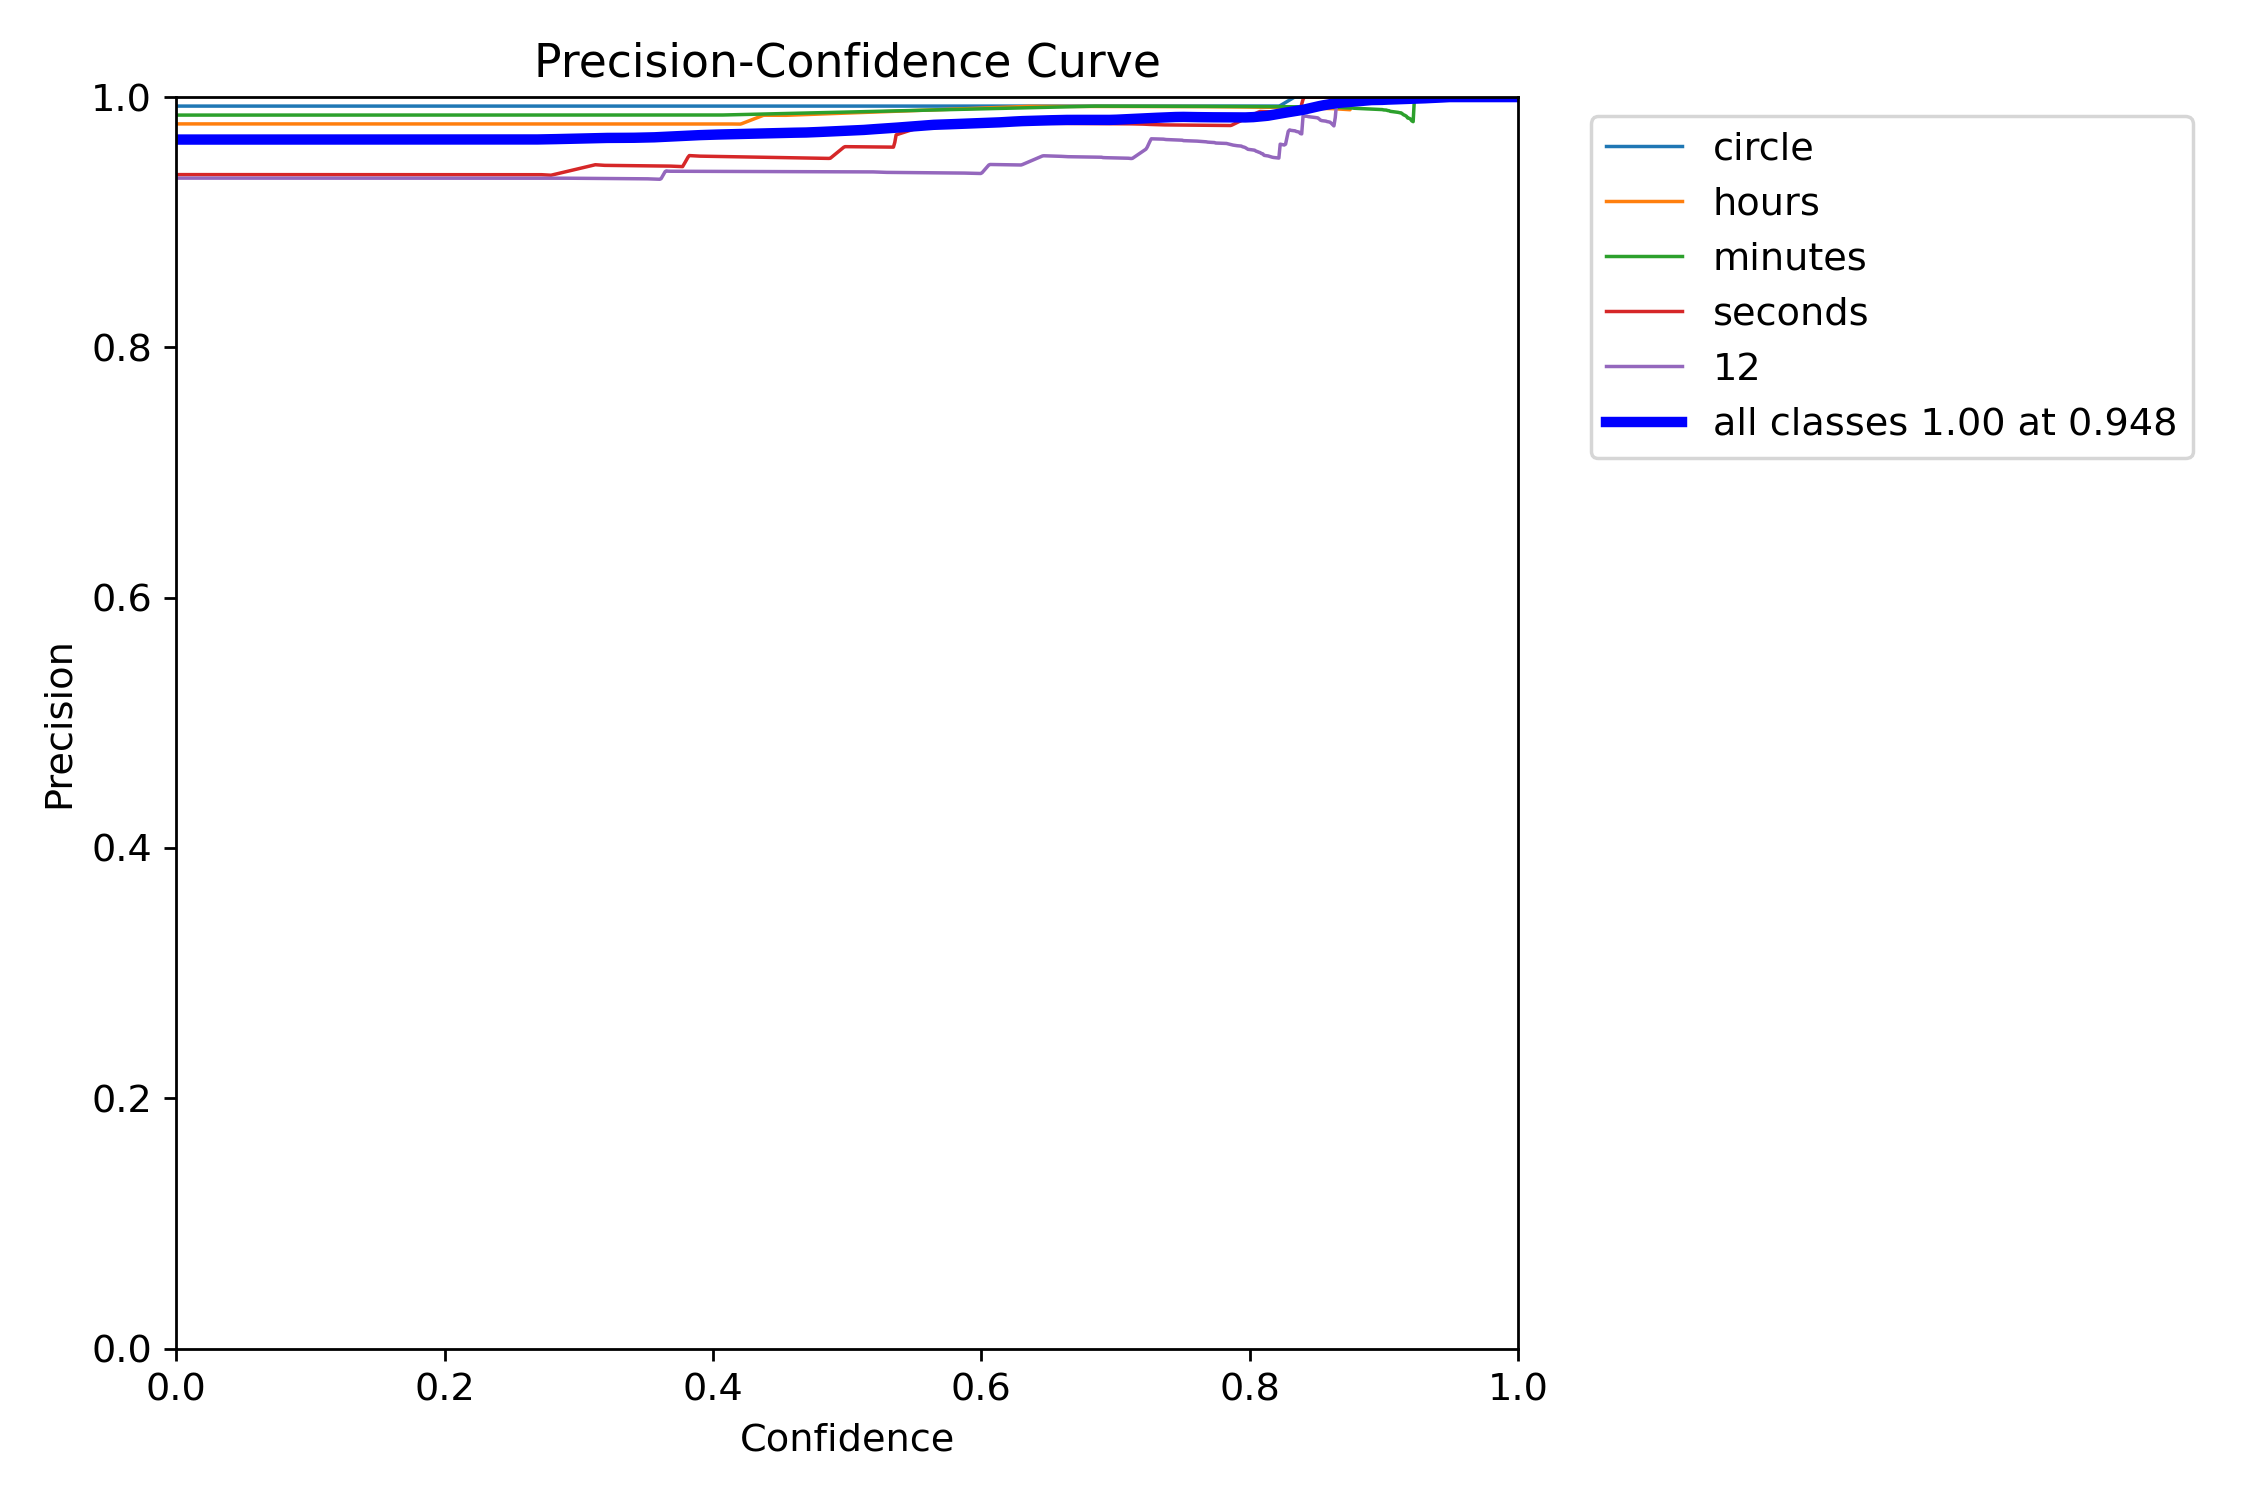 Precision-Confidence Curve
1.0
0.8
0.6
0.4
0.2
0.0
Precision
0.0 0.2 0.4 0.6 0.8 1.0
Confidence
circle
hours
minutes
seconds
12
all classes 1.00 at 0.948